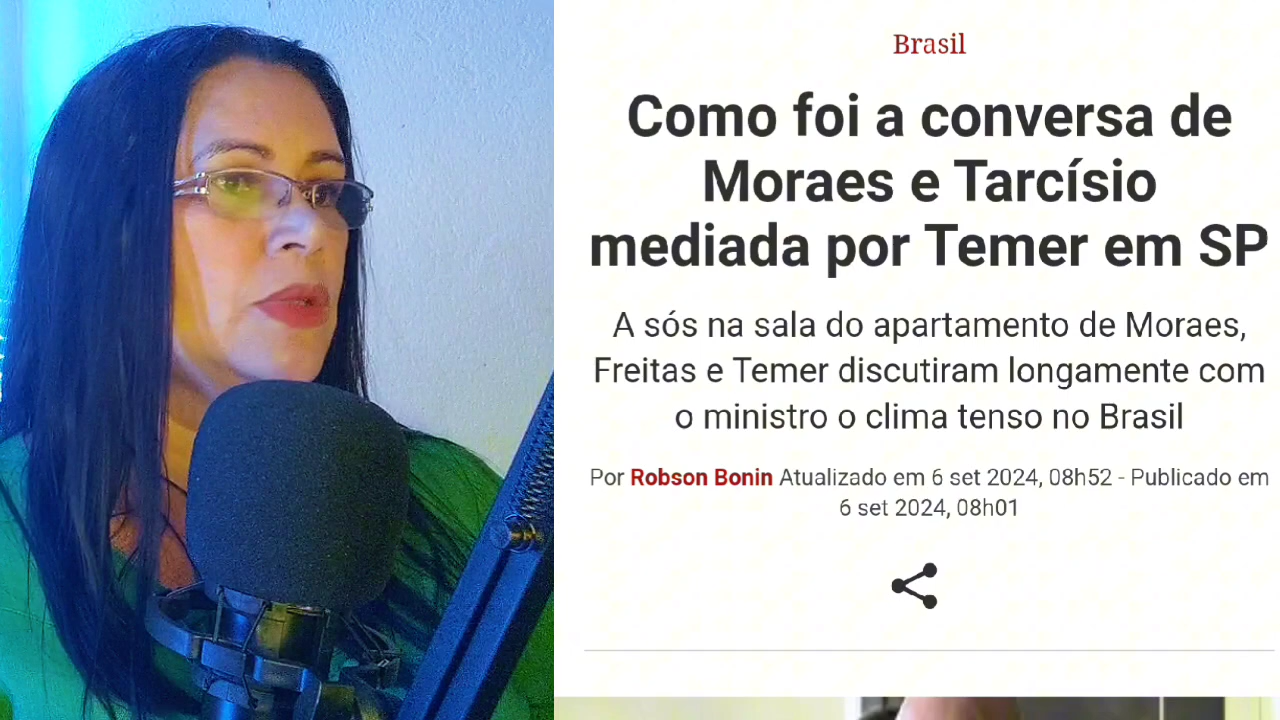 Brasil
Como foi a conversa de
Moraes e Tarcísio
mediada por Temer em SP
A sós na sala do apartamento de Moraes,
Freitas e Temer discutiram longamente com
o ministro o clima tenso no Brasil
Por Robson Bonin Atualizado em 6 set 2024, 08h52 - Publicado em
6 set 2024, 08h01